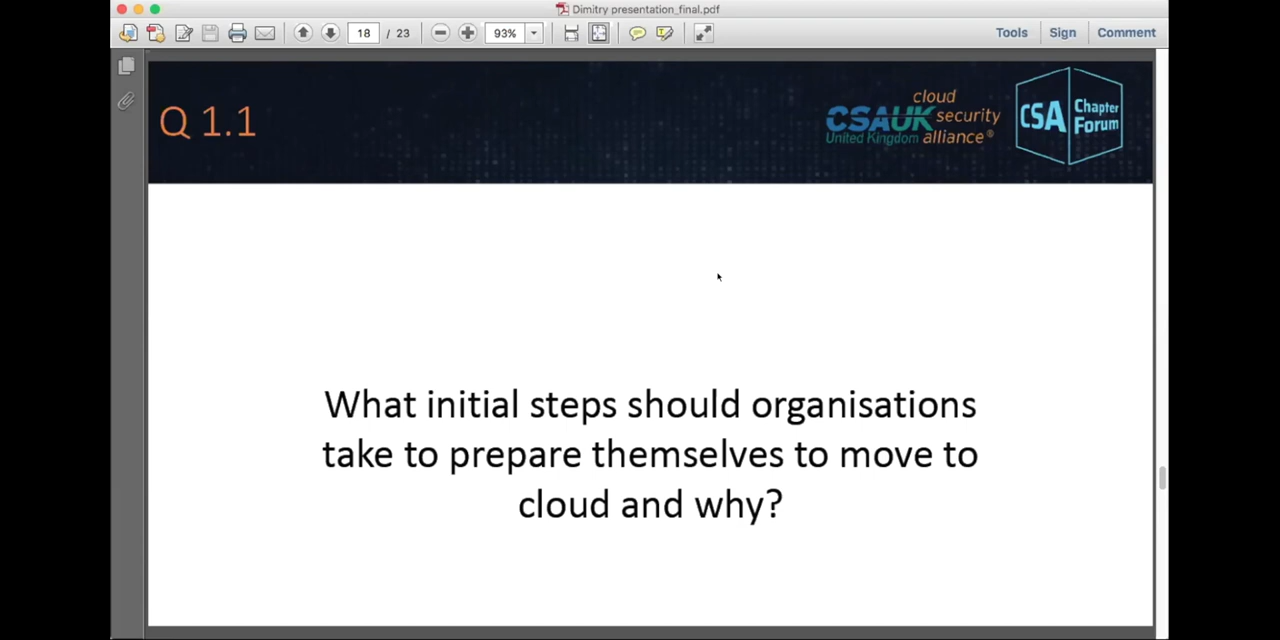 Dimitry presentation_final.pdf
18 / 23
93%
Tools
Sign
Comment
Q 1.1
cloud
CSAUK security
United Kingdom alliance®
CSA Chapter
Forum
What initial steps should organisations
take to prepare themselves to move to
cloud and why?